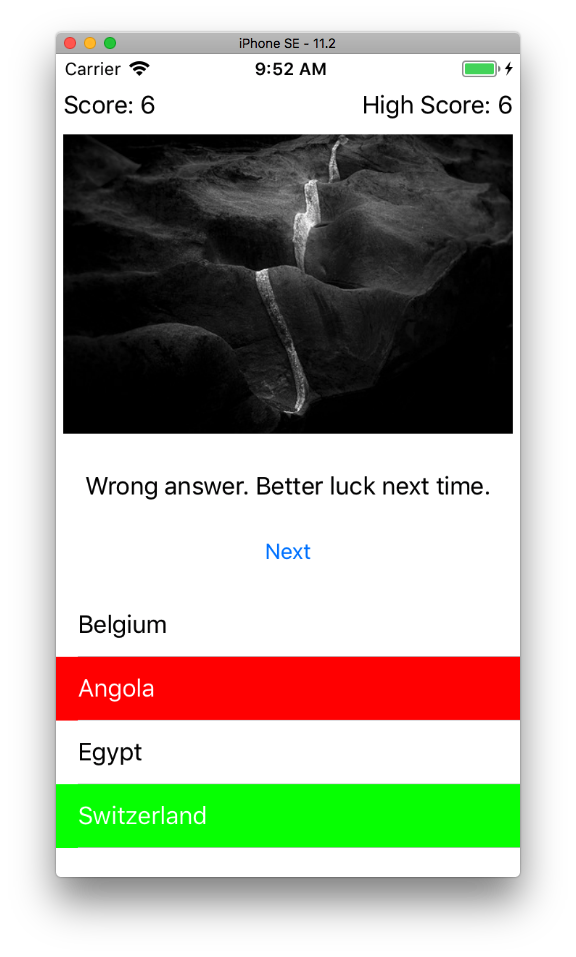 iPhone SE - 11.2
Carrier 9:52 AM
Score: 6 High Score: 6
Wrong answer. Better luck next time.
Next
Belgium
Angola
Egypt
Switzerland